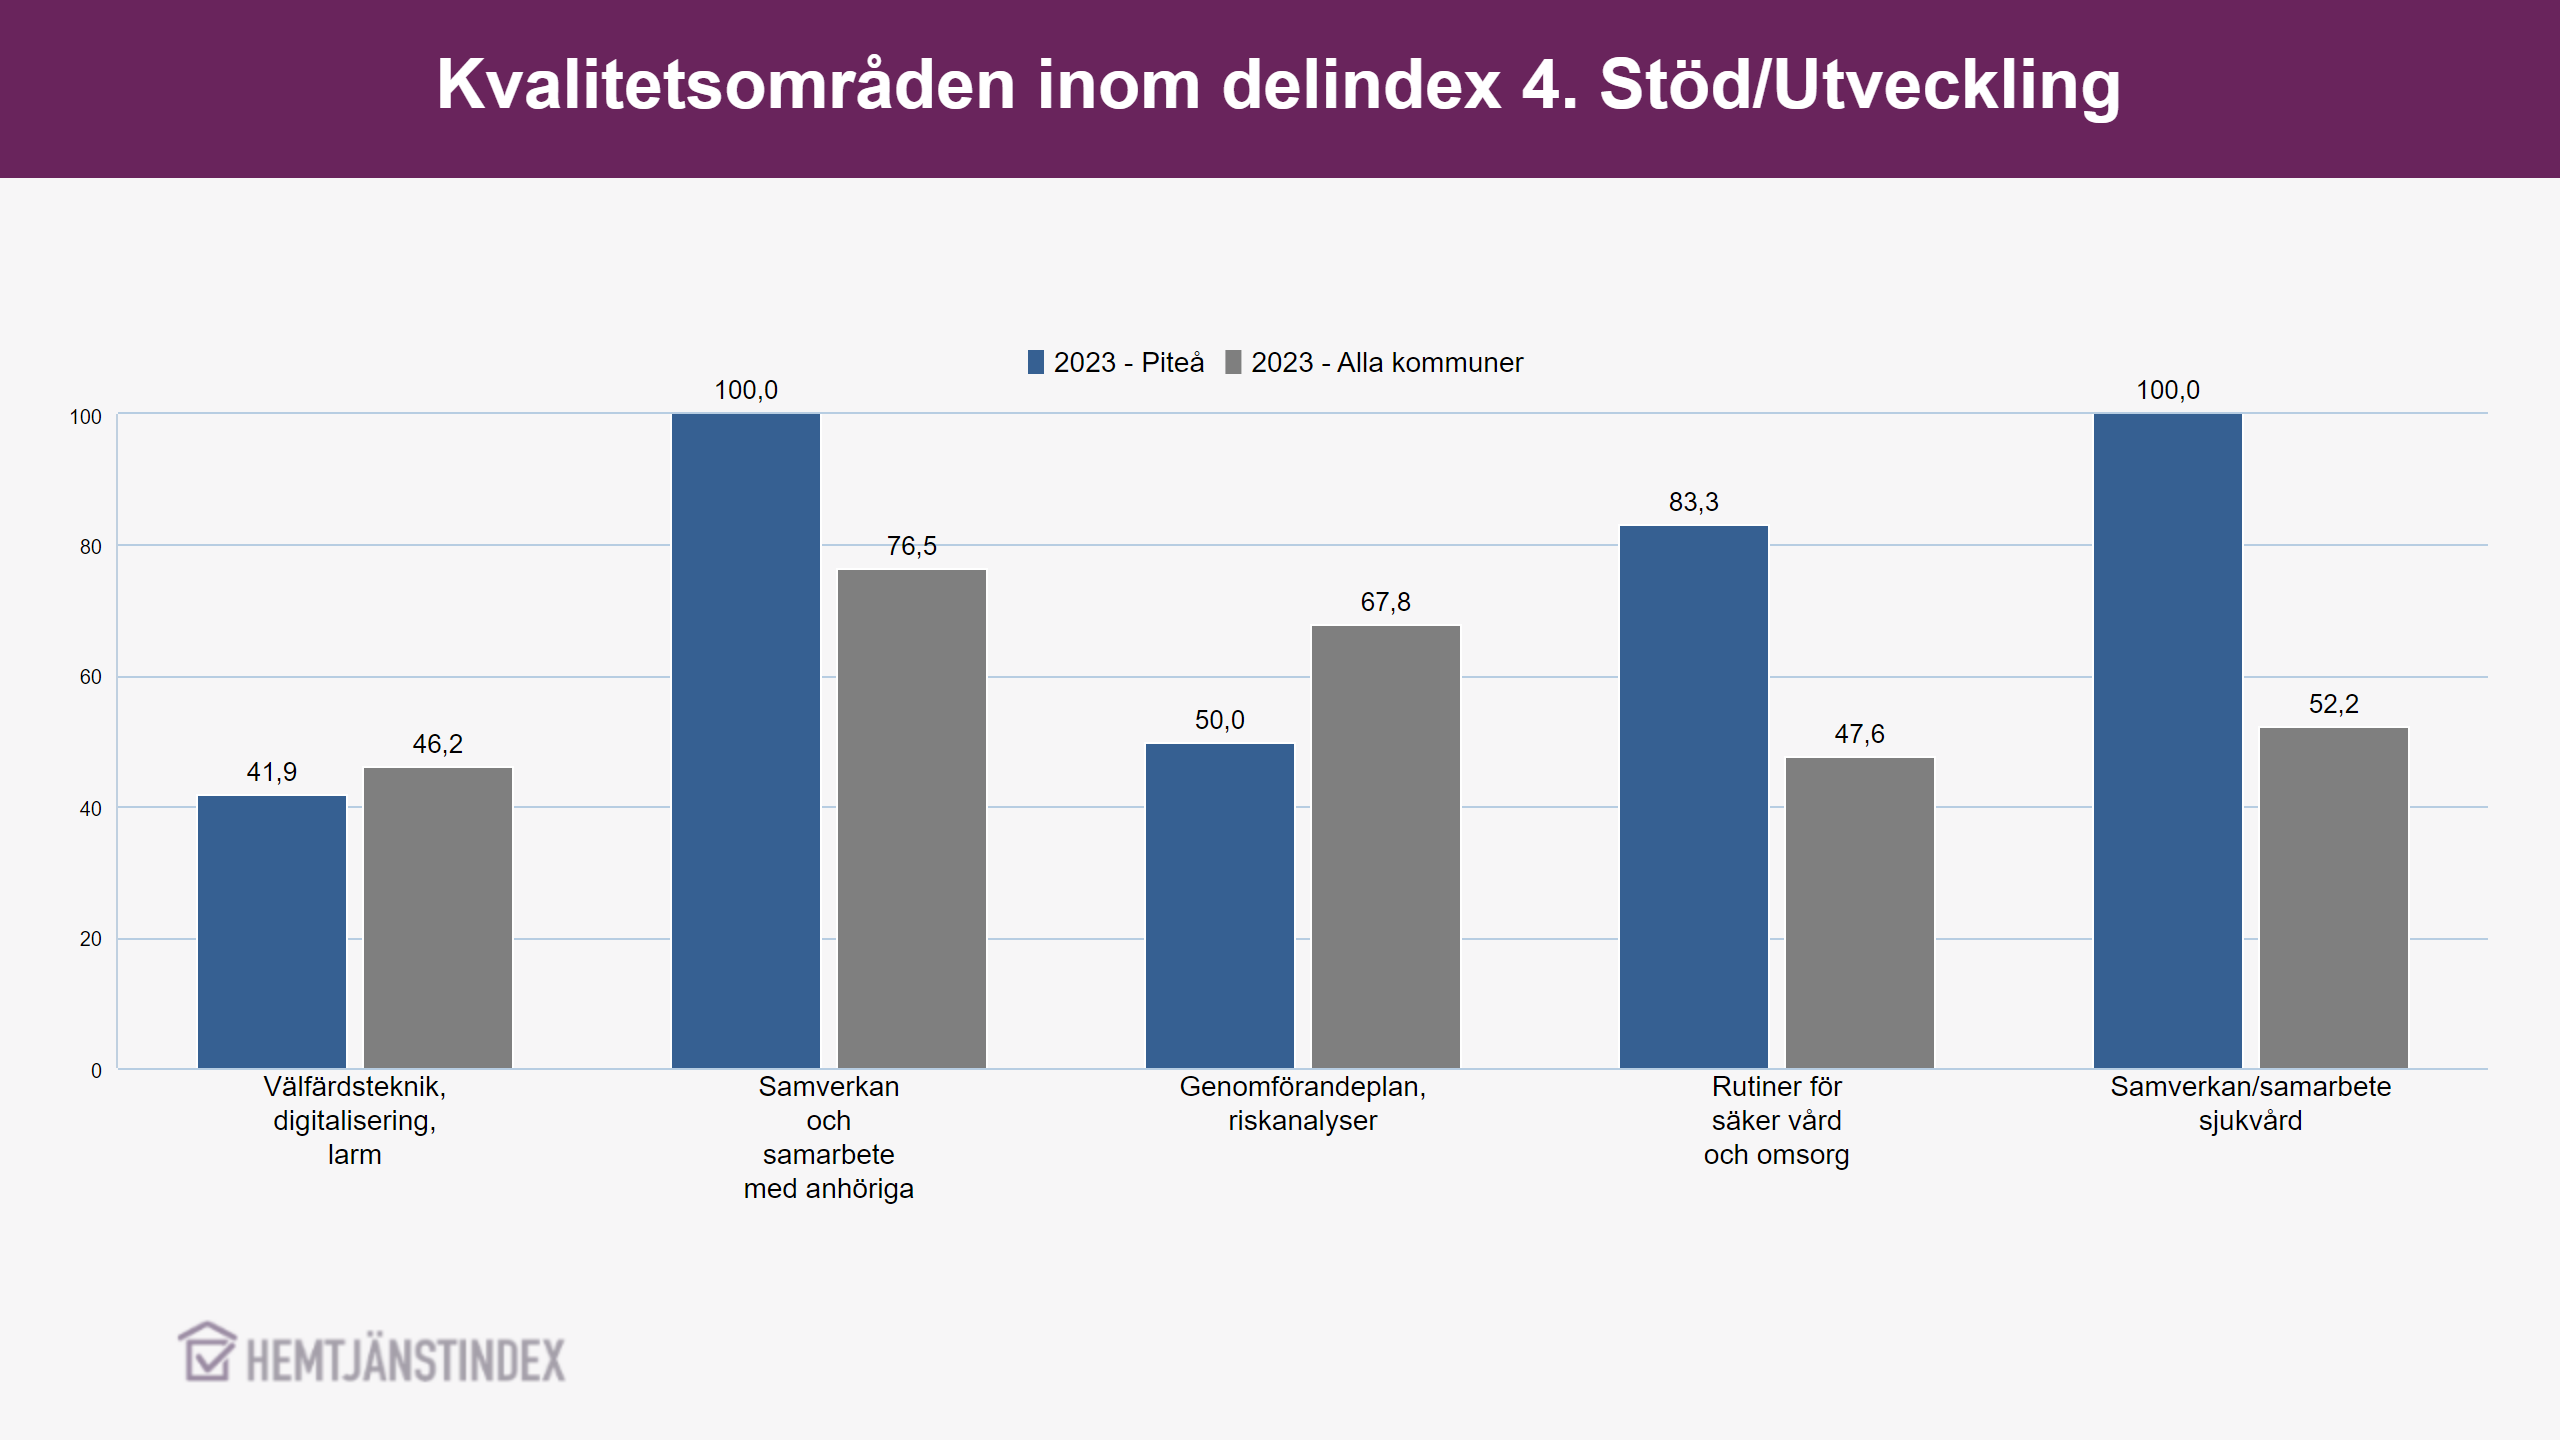 Kvalitetsområden inom delindex 4. Stöd/Utveckling
2023 - Piteå 2023 - Alla kommuner
100
80
60
40
20
0
41,9
46,2
100,0
76,5
50,0
67,8
83,3
47,6
100,0
52,2
Välfärdsteknik,
digitalisering,
larm
Samverkan
och
samarbete
med anhöriga
Genomförandeplan,
riskanalyser
Rutiner för
säker vård
och omsorg
Samverkan/samarbete
sjukvård
HEMTJÄNSTINDEX